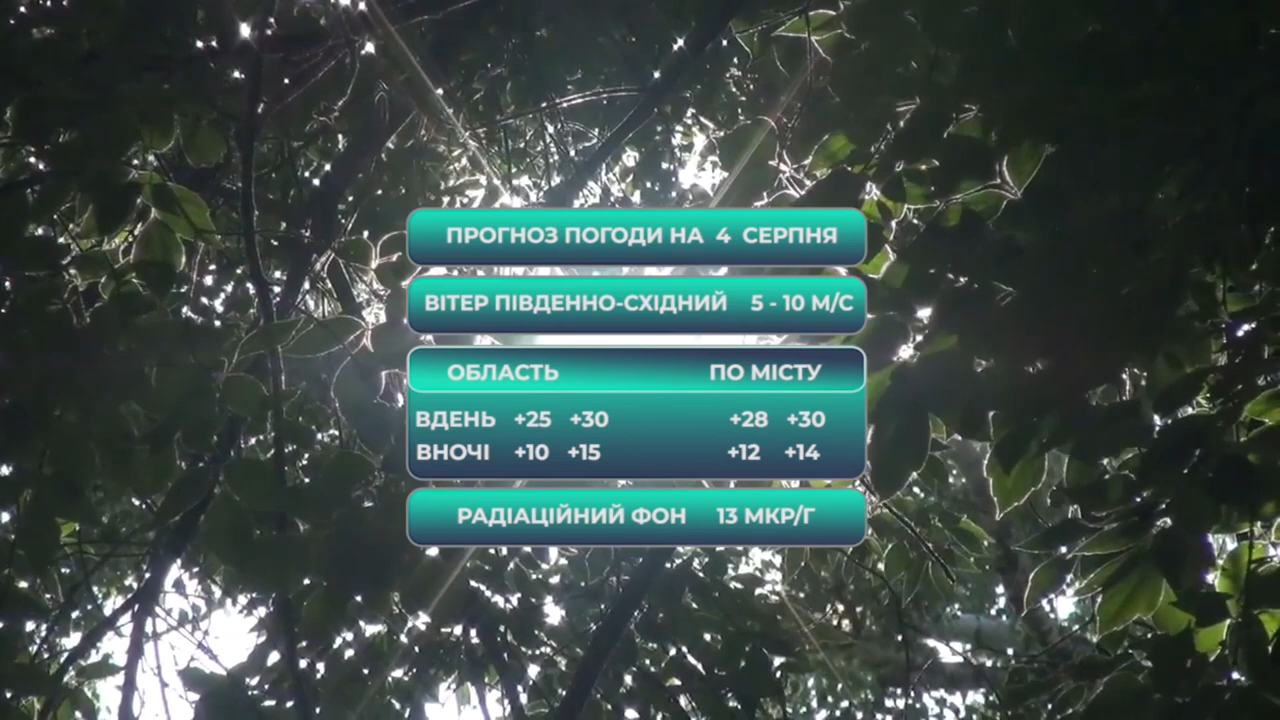 ПРОГНОЗ ПОГОДИ НА 4 СЕРПНЯ
ВІТЕР ПІВДЕННО-СХІДНИЙ 5 - 10 М/С
ОБЛАСТЬ ПО МІСТУ
ВДЕНЬ +25 +30 +28 +30
ВНОЧІ +10 +15 +12 +14
РАДІАЦІЙНИЙ ФОН 13 МКР/Г